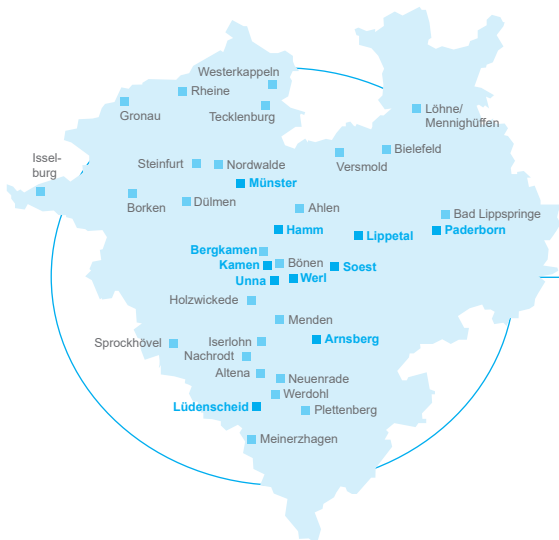 Westerkappeln
Rheine
Gronau
Tecklenburg
Löhne/
Mennighüffen
Bielefeld
Versmold
Issel-
burg
Steinfurt
Nordwalde
Münster
Borken
Dülmen
Ahlen
Bad Lippspringe
Paderborn
Hamm
Lippetal
Bergkamen
Kamen
Bönen
Soest
Unna
Werl
Holzwickede
Menden
Sprockhövel
Iserlohn
Arnsberg
Nachrodt
Altena
Neuenrade
Werdohl
Lüdenscheid
Plettenberg
Meinerzhagen